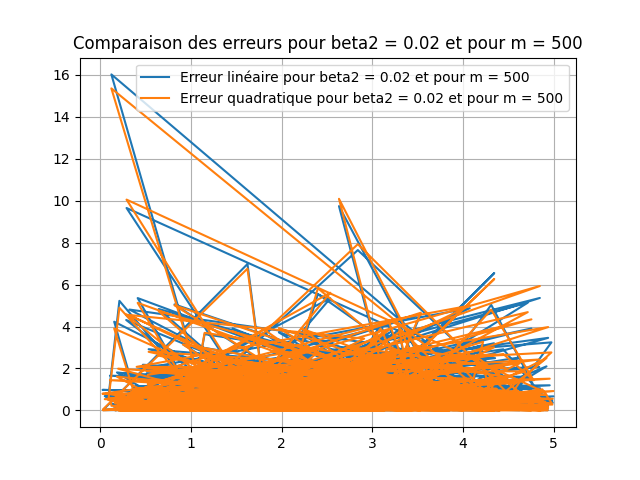 Comparaison des erreurs pour beta2 = 0.02 et pour m = 500
Erreur linéaire pour beta2 = 0.02 et pour m = 500
Erreur quadratique pour beta2 = 0.02 et pour m = 500
16
14
12
10
8
6
4
2
0
0 1 2 3 4 5